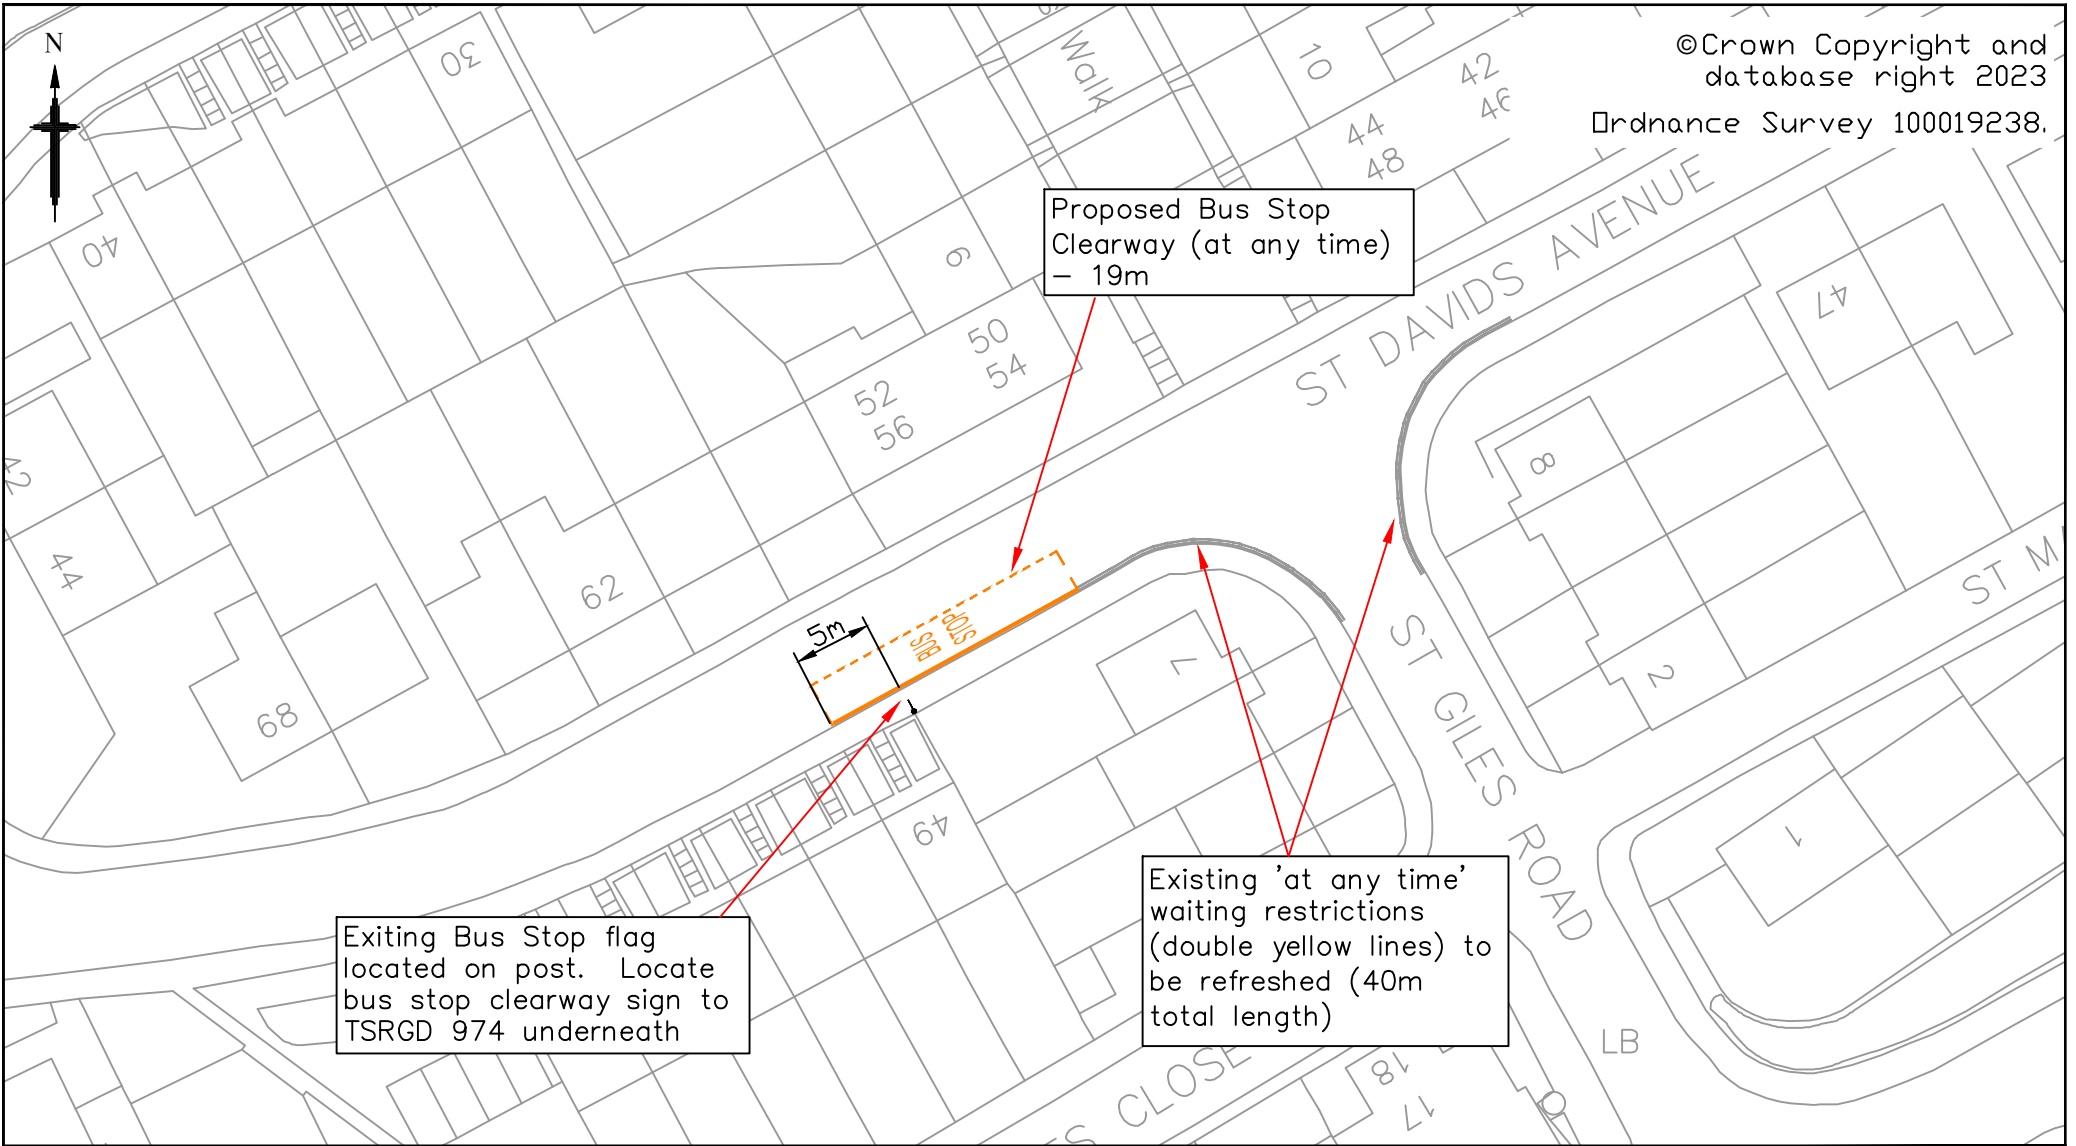 N
©Crown Copyright and
database right 2023
Ordnance Survey 100019238.
30
Walk
10
42
46
44
48
40
6
Proposed Bus Stop
Clearway (at any time)
– 19m
ST DAVIDS AVENUE
47
50
54
52
56
42
44
8
62
5m
BUS
STOP
7
ST GILES ROAD
2
ST M
68
49
1
Exiting Bus Stop flag
located on post. Locate
bus stop clearway sign to
TSRGD 974 underneath
Existing 'at any time'
waiting restrictions
(double yellow lines) to
be refreshed (40m
total length)
LB
CLOSE
18
17